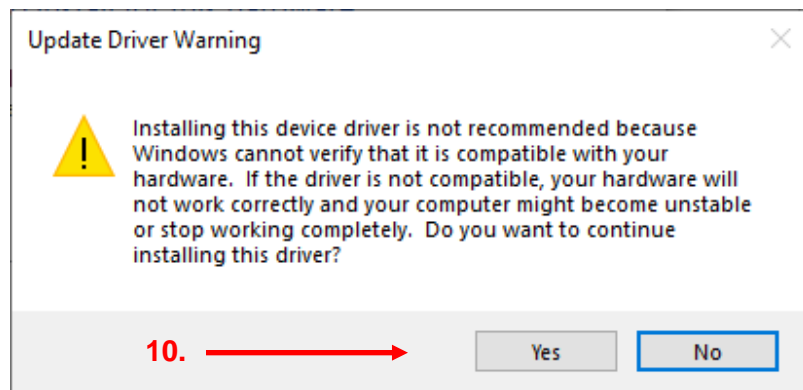 Update Driver Warning
Installing this device driver is not recommended because
Windows cannot verify that it is compatible with your
hardware.  If the driver is not compatible, your hardware will
not work correctly and your computer might become unstable
or stop working completely.  Do you want to continue
installing this driver?
10.
Yes
No